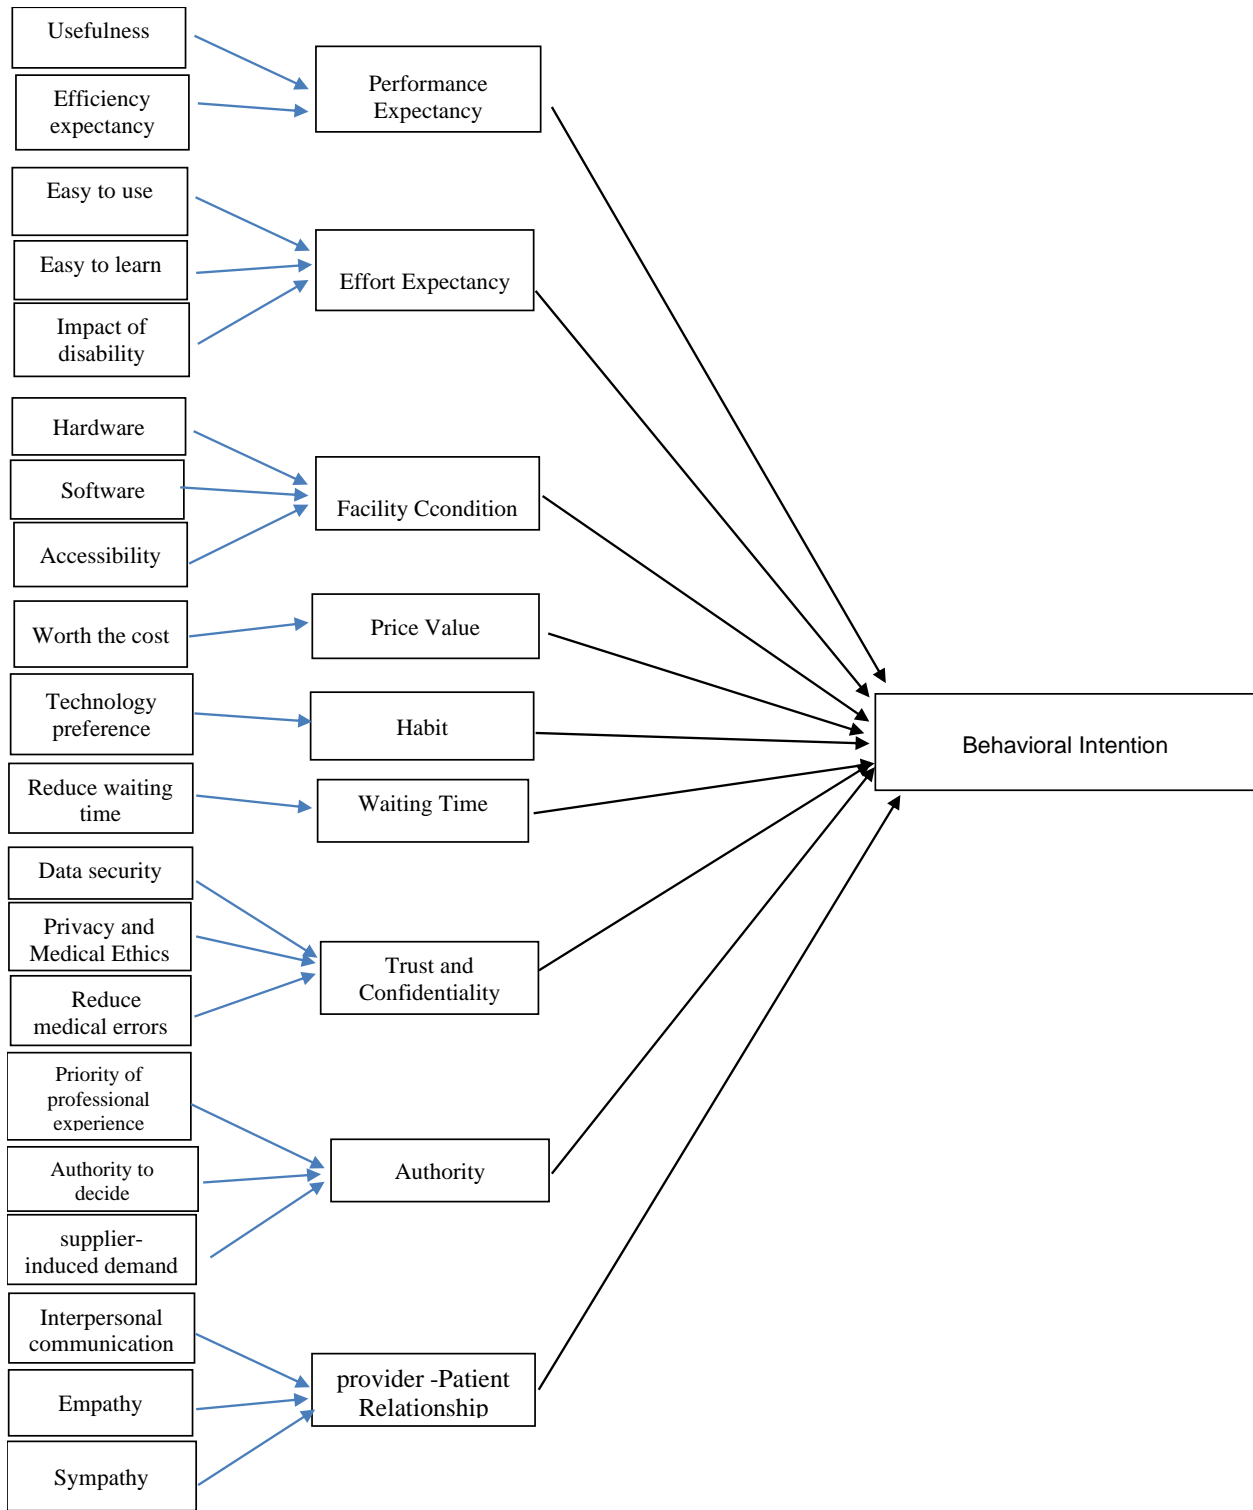 Usefulness
Efficiency
expectancy
Performance
Expectancy
Easy to use
Easy to learn
Impact of
disability
Effort Expectancy
Hardware
Software
Accessibility
Facility Ccondition
Worth the cost
Price Value
Technology
preference
Habit
Reduce waiting
time
Waiting Time
Behavioral Intention
Data security
Privacy and
Medical Ethics
Reduce
medical errors
Trust and
Confidentiality
Priority of
professional
experience
Authority to
decide
supplier-
induced demand
Authority
Interpersonal
communication
Empathy
Sympathy
provider -Patient
Relationship